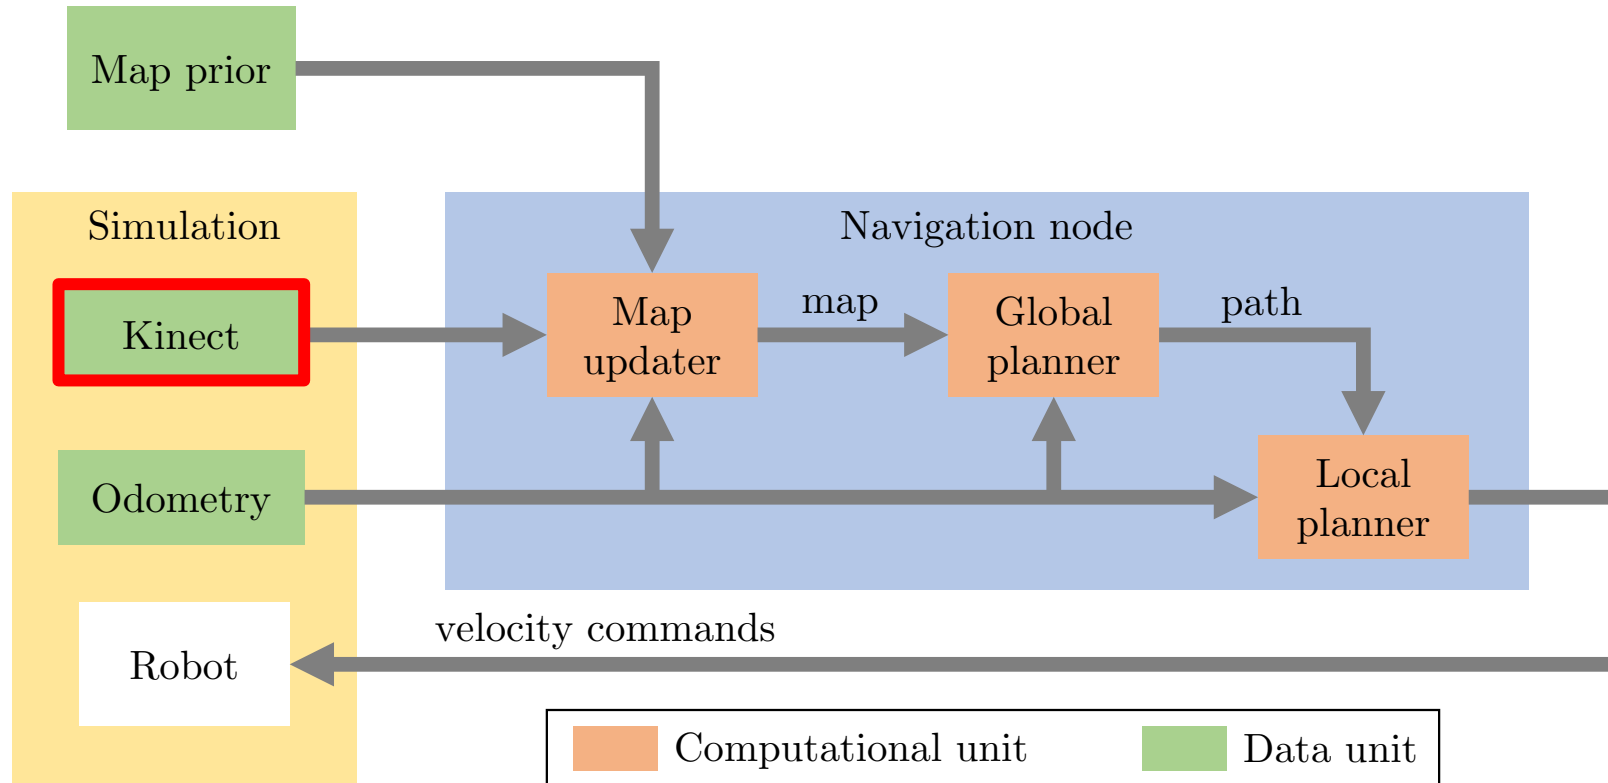 Map prior
Simulation
Navigation node
Kinect
Map
updater
map
Global
planner
path
Odometry
Local
planner
velocity commands
Robot
Computational unit
Data unit